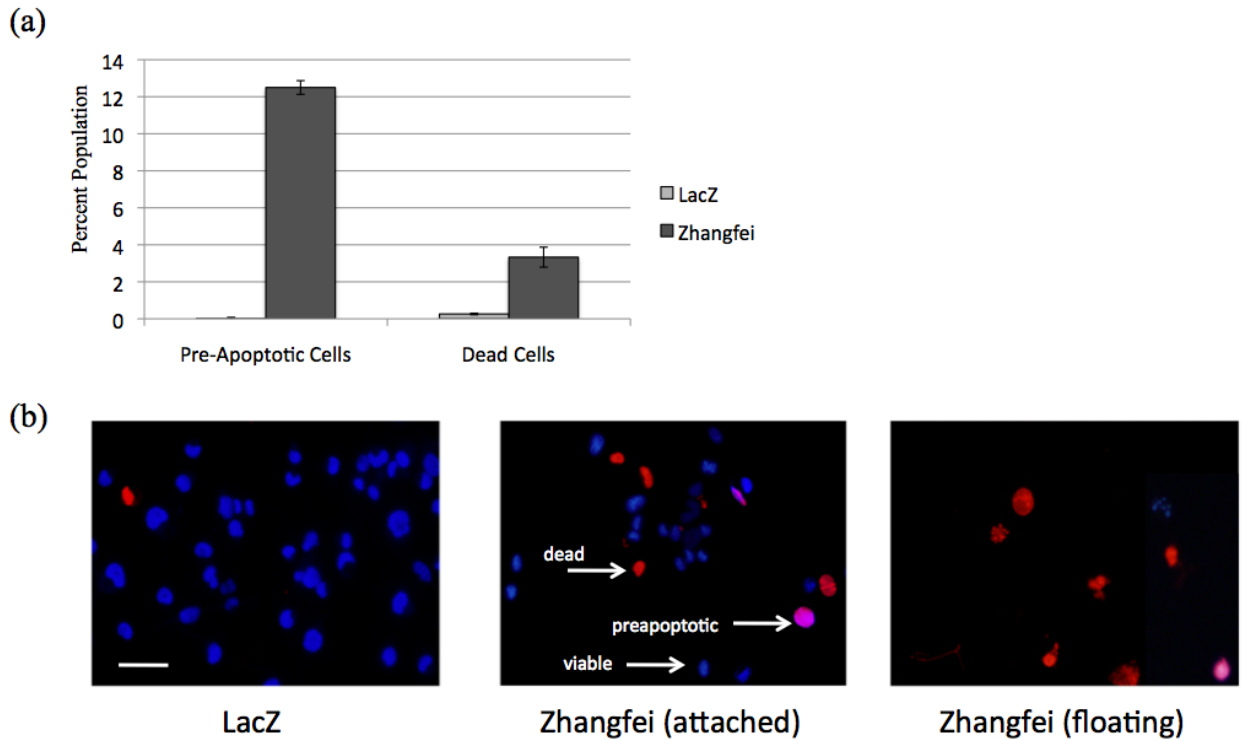 (a)
14
12
10
8
6
4
2
0
Percent Population
Pre-Apoptotic Cells
Dead Cells
LacZ
Zhangfei
(b)
dead
preapoptotic
viable
LacZ
Zhangfei (attached)
Zhangfei (floating)